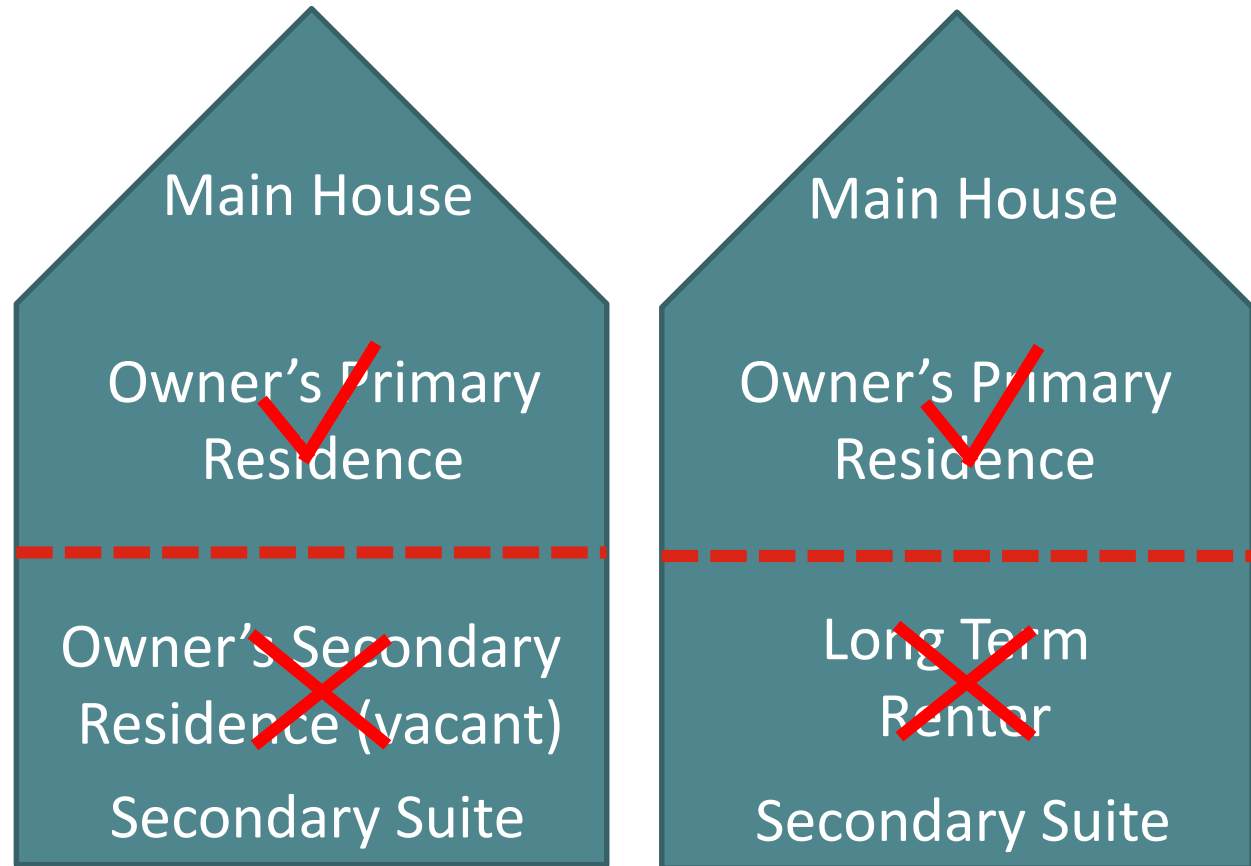 Main House
Owner’s Primary
Residence
Owner’s Secondary
Residence (vacant)
Secondary Suite
Main House
Owner’s Primary
Residence
Long Term
Renter
Secondary Suite